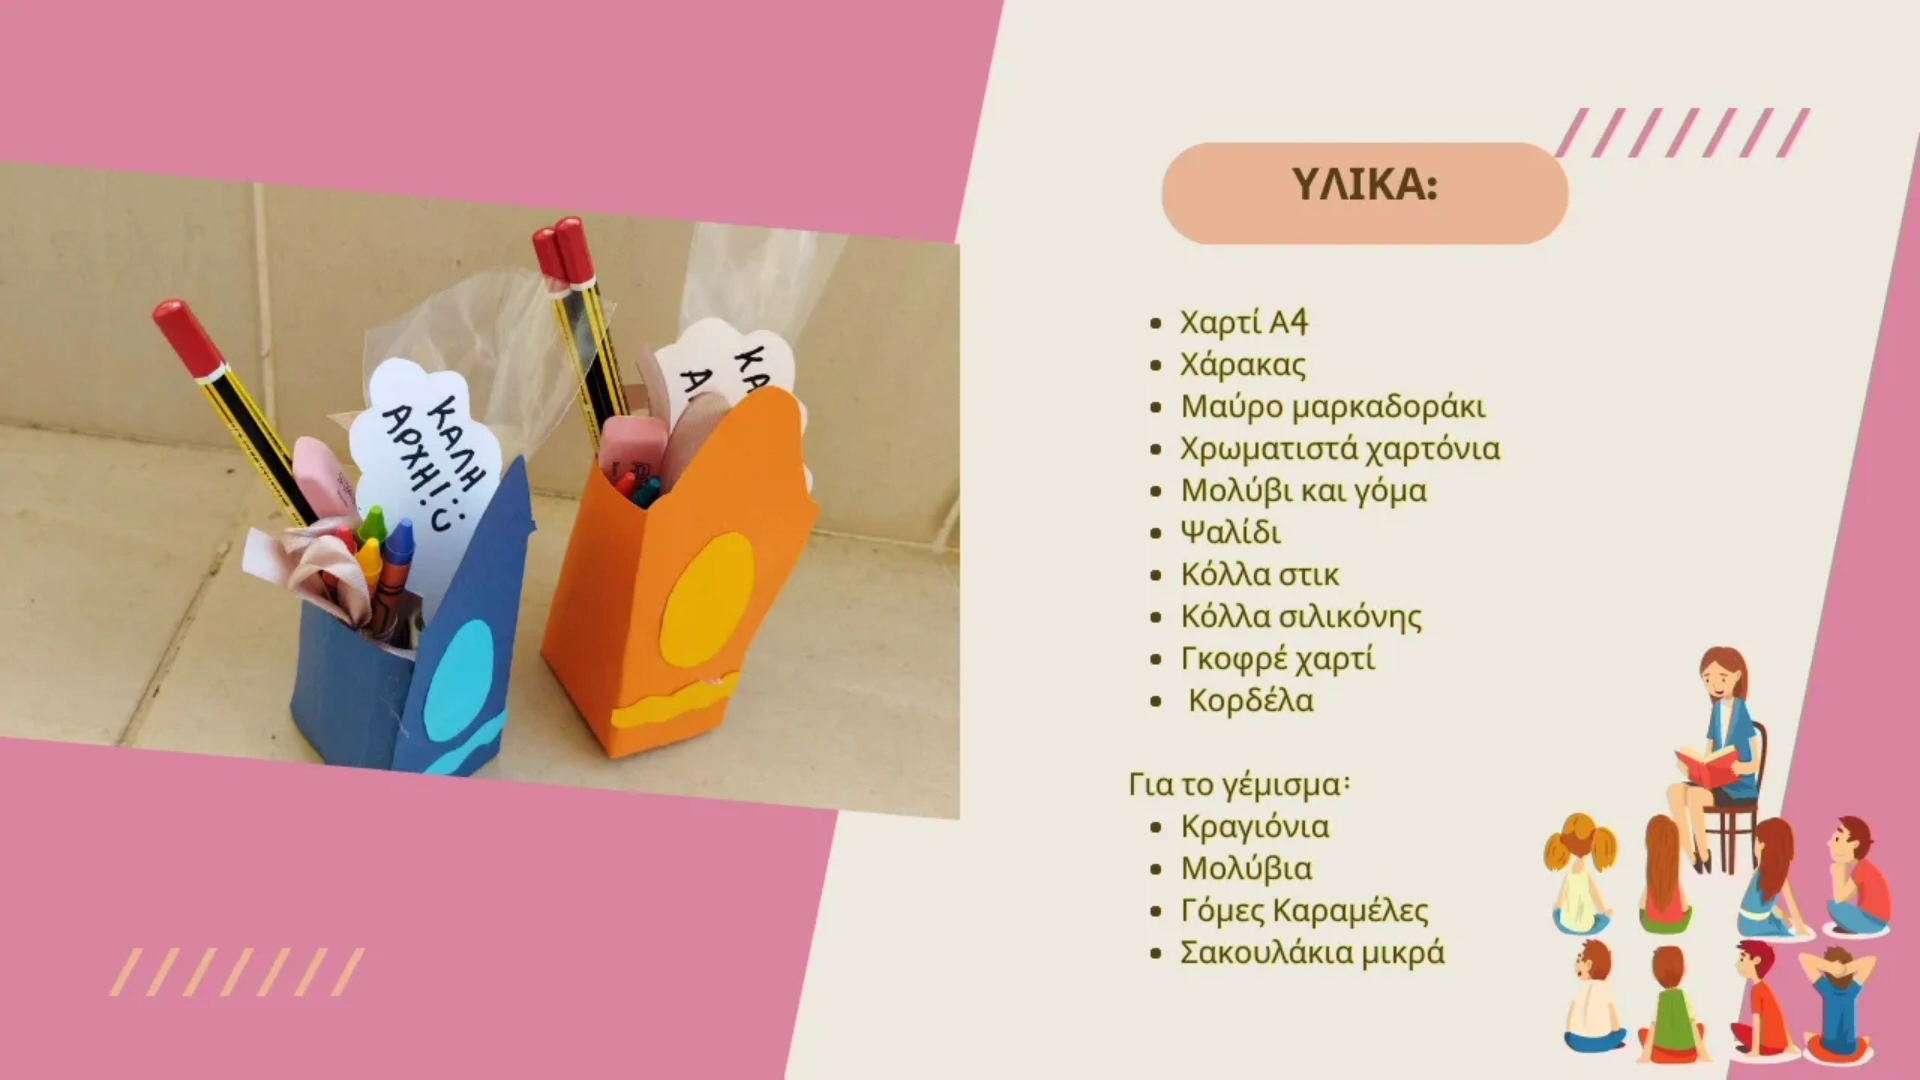 ΚΑΛΗ
ΑΡΧΗ! :)
ΚΑ
Α
ΥΛΙΚΑ:
• Χαρτί Α4
• Χάρακας
• Μαύρο μαρκαδοράκι
• Χρωματιστά χαρτόνια
• Μολύβι και γόμα
• Ψαλίδι
• Κόλλα στικ
• Κόλλα σιλικόνης
• Γκοφρέ χαρτί
• Κορδέλα
Για το γέμισμα:
• Κραγιόνια
• Μολύβια
• Γόμες Καραμέλες
• Σακουλάκια μικρά